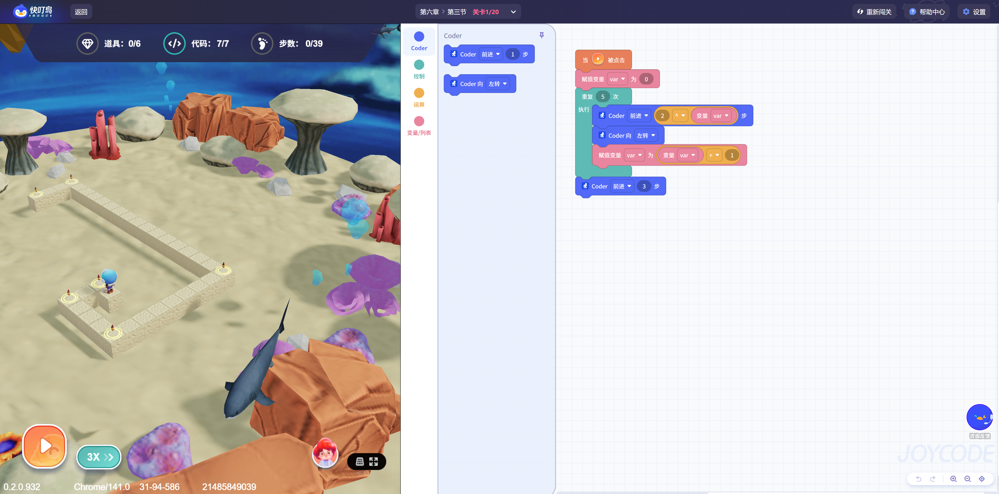 快叮岛
腾讯扣叮
返回
第六章 > 第三节 关卡1/20
重新闯关
帮助中心
设置
道具：0/6
代码：7/7
步数：0/39
Coder
控制
运算
变量/列表
Coder
Coder 前进 1 步
Coder 向 左转
当 被点击
赋值变量 var 为 0
重复 5 次
执行
Coder 前进 2 ^ 变量 var 步
Coder 向 左转
赋值变量 var 为 变量 var + 1
Coder 前进 3 步
3X
咨询反馈
JOYCODE
0.2.0.932 Chrome/141.0 31-94-586 21485849039